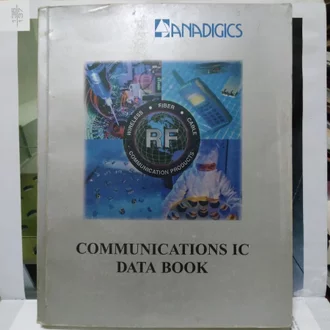 ANADIGICS
WIRELESS • FIBER • CABLE
RF
COMMUNICATION PRODUCTS
COMMUNICATIONS IC
DATA BOOK